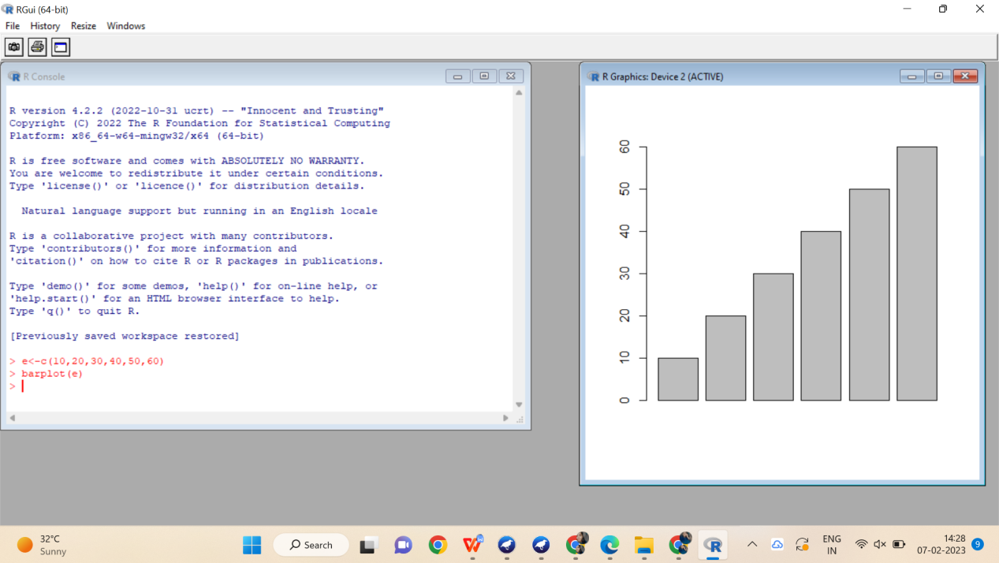 RGui (64-bit)
File History Resize Windows
R Console
R version 4.2.2 (2022-10-31 ucrt) -- "Innocent and Trusting"
Copyright (C) 2022 The R Foundation for Statistical Computing
Platform: x86_64-w64-mingw32/x64 (64-bit)
R is free software and comes with ABSOLUTELY NO WARRANTY.
You are welcome to redistribute it under certain conditions.
Type 'license()' or 'licence()' for distribution details.
Natural language support but running in an English locale
R is a collaborative project with many contributors.
Type 'contributors()' for more information and
'citation()' on how to cite R or R packages in publications.
Type 'demo()' for some demos, 'help()' for on-line help, or
'help.start()' for an HTML browser interface to help.
Type 'q()' to quit R.
[Previously saved workspace restored]
> e<-c(10,20,30,40,50,60)
> barplot(e)
>
R Graphics: Device 2 (ACTIVE)
60
50
40
30
20
10
0
32°C
Sunny
Search
ENG
IN
14:28
07-02-2023
9